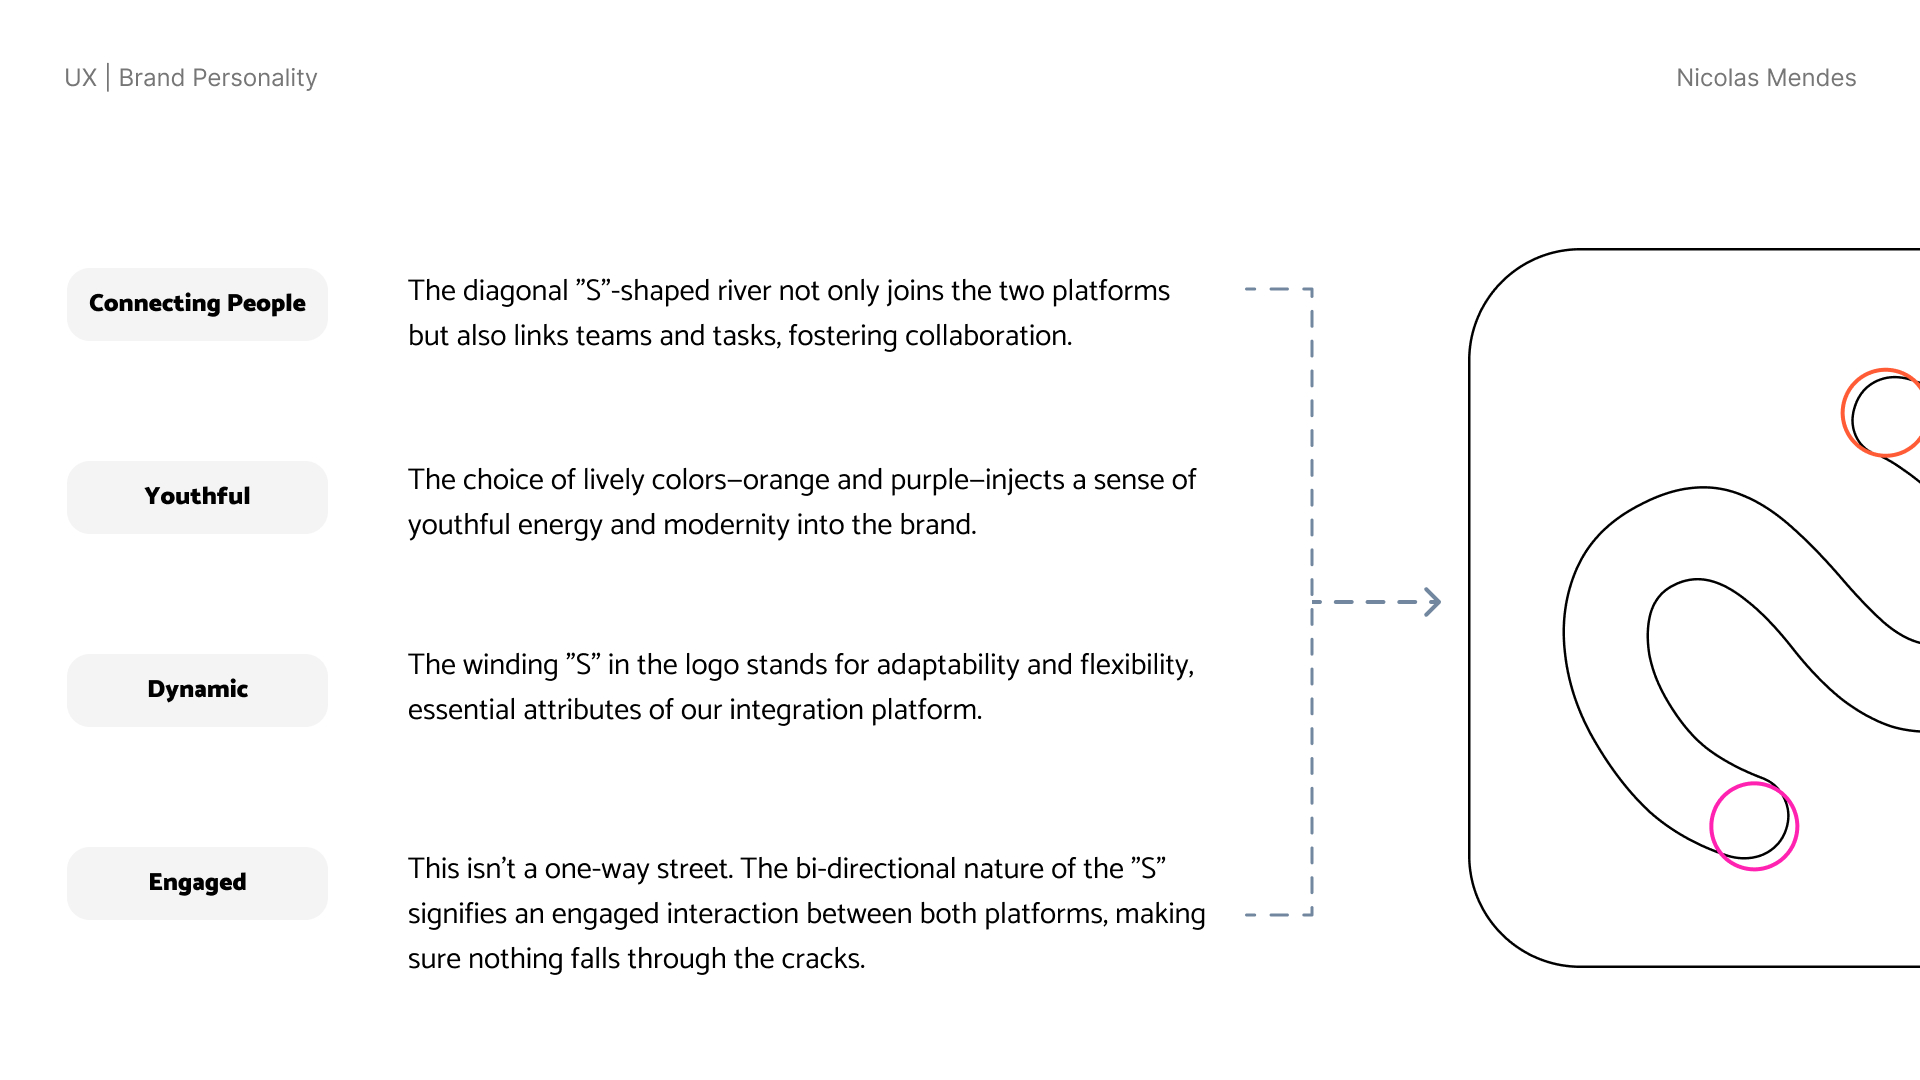 UX | Brand Personality
Nicolas Mendes
Connecting People
The diagonal ”S”-shaped river not only joins the two platforms
but also links teams and tasks, fostering collaboration.
Youthful
The choice of lively colors—orange and purple—injects a sense of
youthful energy and modernity into the brand.
Dynamic
The winding ”S” in the logo stands for adaptability and flexibility,
essential attributes of our integration platform.
Engaged
This isn’t a one-way street. The bi-directional nature of the ”S”
signifies an engaged interaction between both platforms, making
sure nothing falls through the cracks.